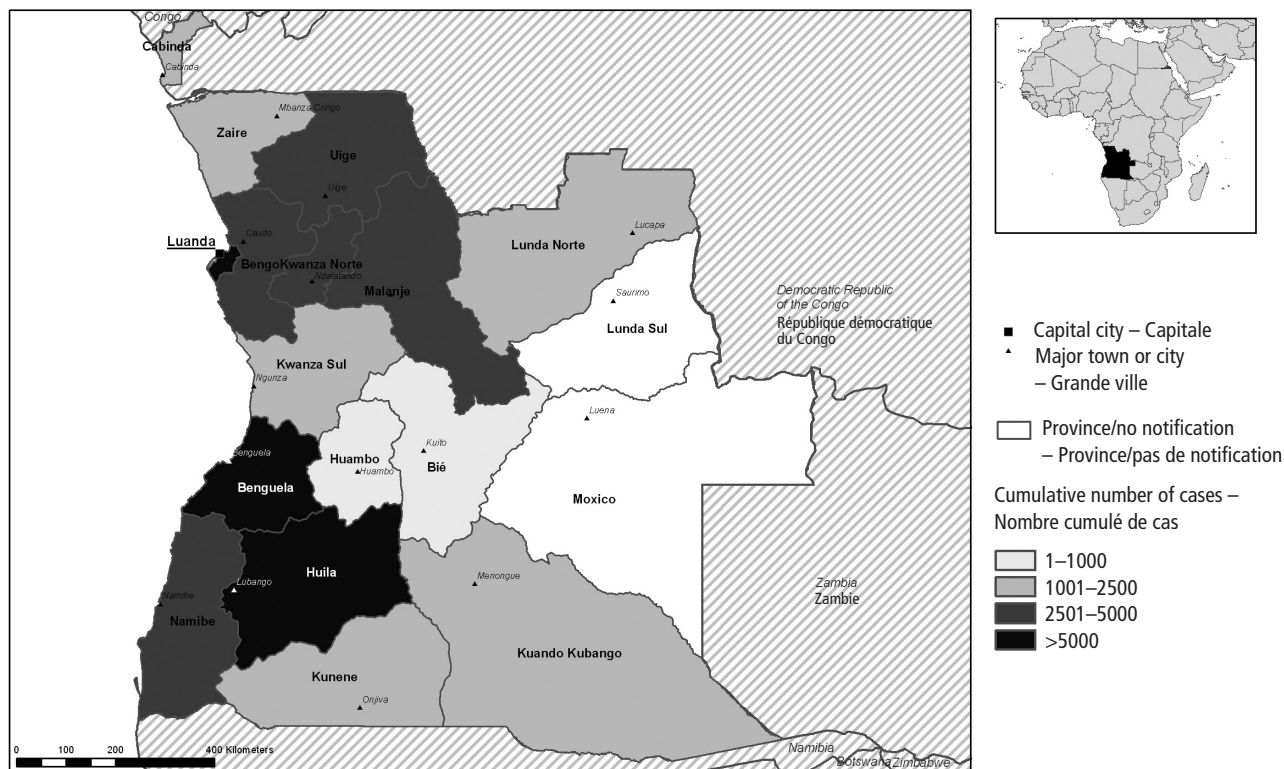 Congo
Cabinda
Cabinda
Mbanza Congo
Zaire
Uige
Uige
Luanda
Caxito
Bengo
Kwanza Norte
Ndalatando
Malanje
Lunda Norte
Lucapa
Saurimo
Lunda Sul
Democratic Republic
of the Congo
République démocratique
du Congo
Kwanza Sul
Ngunza
Benguela
Benguela
Huambo
Huambo
Kuito
Bié
Luena
Moxico
Huila
Lubango
Namibe
Namibe
Menongue
Kuando Kubango
Kunene
Onjiva
Zambia
Zambie
Namibia
Botswana
Zimbabwe
0 100 200 400 Kilometers
Capital city – Capitale
Major town or city
– Grande ville
Province/no notification
– Province/pas de notification
Cumulative number of cases –
Nombre cumulé de cas
1–1000
1001–2500
2501–5000
>5000